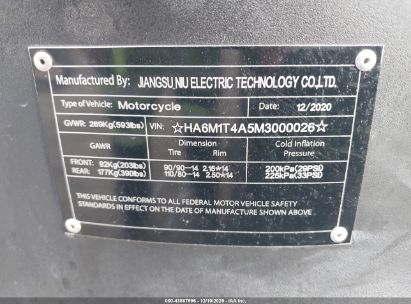 Manufactured By: JIANGSU NIU ELECTRIC TECHNOLOGY CO.,LTD.
Type of Vehicle: Motorcycle Date: 12/2020
GVWR: 269Kg(593lbs) VIN: ☆HA6M1T4A5M3000026☆
GAWR Dimension Cold Inflation
Tire Rim Pressure
FRONT: 92Kg(203lbs) 90/90—14 2.15×14 200kPa(29PSI)
REAR: 177Kg(390lbs) 110/80—14 2.50×14 225kPa(33PSI)
THIS VEHICLE CONFORMS TO ALL FEDERAL MOTOR VEHICLE SAFETY
STANDARDS IN EFFECT ON THE DATE OF MANUFACTURE SHOWN ABOVE